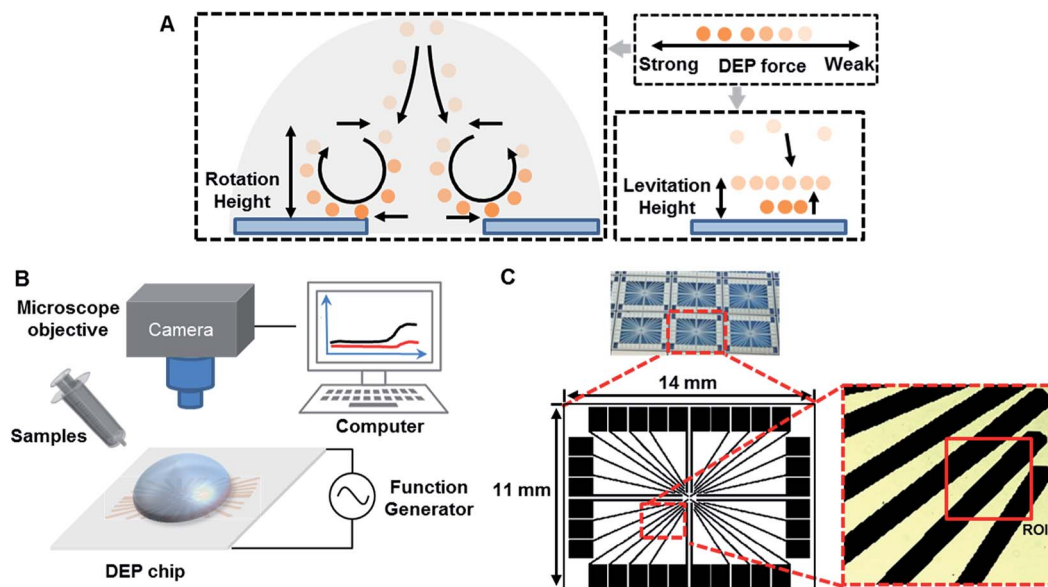 A
Strong DEP force Weak
Rotation
Height
Levitation
Height
B
Microscope
objective
Camera
Samples
Computer
Function
Generator
DEP chip
C
14 mm
11 mm
ROI